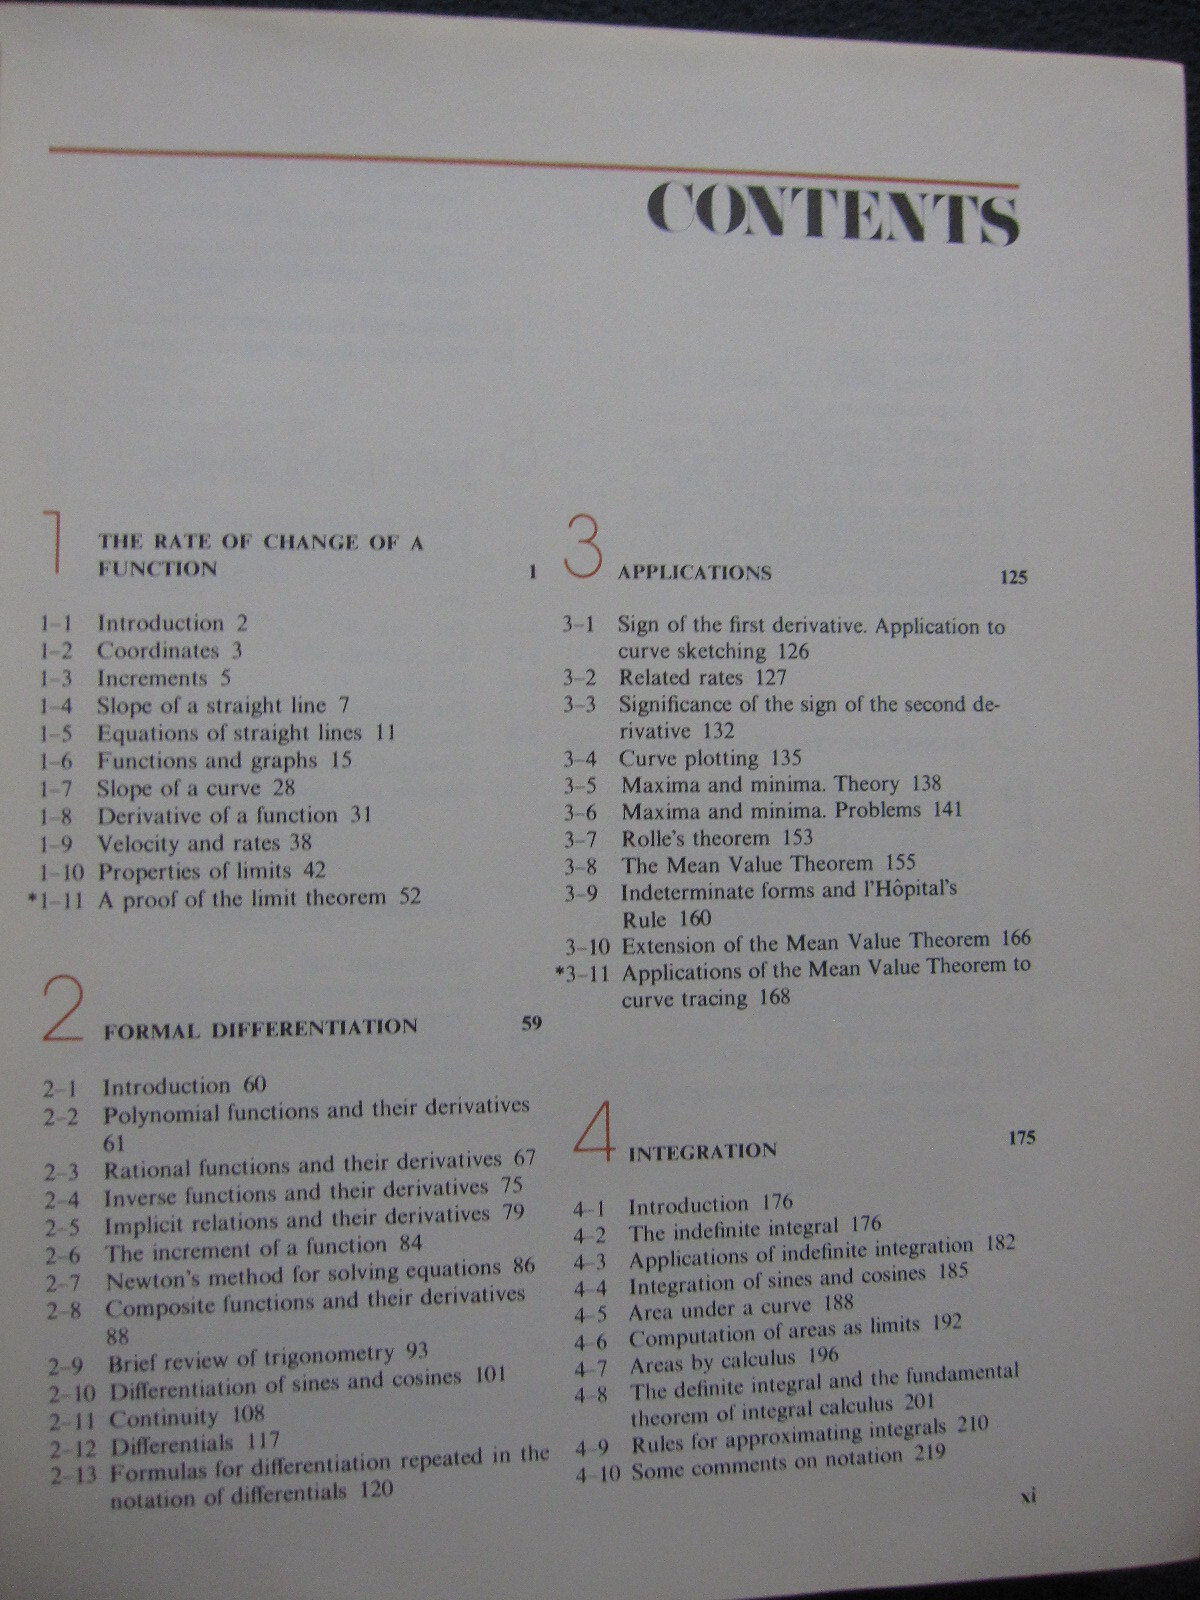 CONTENTS
1 THE RATE OF CHANGE OF A
FUNCTION 1
1–1 Introduction 2
1–2 Coordinates 3
1–3 Increments 5
1–4 Slope of a straight line 7
1–5 Equations of straight lines 11
1–6 Functions and graphs 15
1–7 Slope of a curve 28
1–8 Derivative of a function 31
1–9 Velocity and rates 38
1–10 Properties of limits 42
*1–11 A proof of the limit theorem 52
2 FORMAL DIFFERENTIATION 59
2–1 Introduction 60
2–2 Polynomial functions and their derivatives
61
2–3 Rational functions and their derivatives 67
2–4 Inverse functions and their derivatives 75
2–5 Implicit relations and their derivatives 79
2–6 The increment of a function 84
2–7 Newton's method for solving equations 86
2–8 Composite functions and their derivatives
88
2–9 Brief review of trigonometry 93
2–10 Differentiation of sines and cosines 101
2–11 Continuity 108
2–12 Differentials 117
2–13 Formulas for differentiation repeated in the
notation of differentials 120
3 APPLICATIONS 125
3–1 Sign of the first derivative. Application to
curve sketching 126
3–2 Related rates 127
3–3 Significance of the sign of the second de-
rivative 132
3–4 Curve plotting 135
3–5 Maxima and minima. Theory 138
3–6 Maxima and minima. Problems 141
3–7 Rolle's theorem 153
3–8 The Mean Value Theorem 155
3–9 Indeterminate forms and l'Hôpital's
Rule 160
3–10 Extension of the Mean Value Theorem 166
*3–11 Applications of the Mean Value Theorem to
curve tracing 168
4 INTEGRATION 175
4–1 Introduction 176
4–2 The indefinite integral 176
4–3 Applications of indefinite integration 182
4–4 Integration of sines and cosines 185
4–5 Area under a curve 188
4–6 Computation of areas as limits 192
4–7 Areas by calculus 196
4–8 The definite integral and the fundamental
theorem of integral calculus 201
4–9 Rules for approximating integrals 210
4–10 Some comments on notation 219
xi